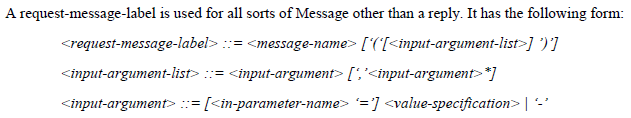 A request-message-label is used for all sorts of Message other than a reply. It has the following form:
<request-message-label> ::= <message-name> [‘(‘[<input-argument-list>] ’)’]
<input-argument-list> ::= <input-argument> [‘,’<input-argument>*]
<input-argument> ::= [<in-parameter-name> ‘=’] <value-specification> | ‘-’